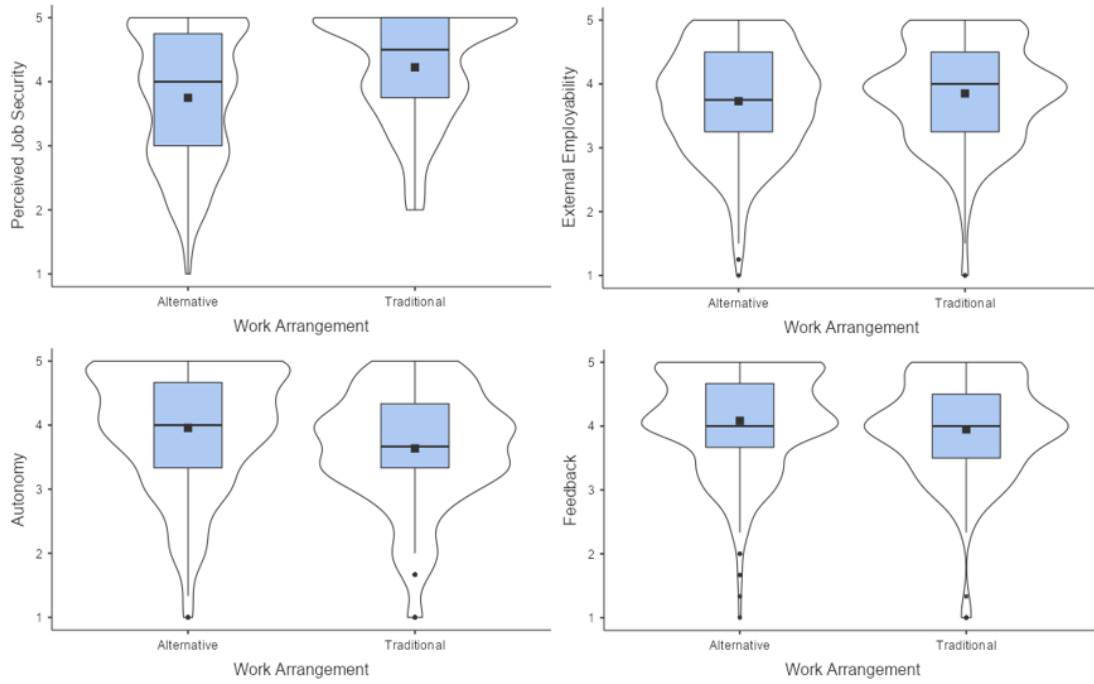 Perceived Job Security
5
4
3
2
1
Alternative Traditional
Work Arrangement
External Employability
5
4
3
2
1
Alternative Traditional
Work Arrangement
Autonomy
5
4
3
2
1
Alternative Traditional
Work Arrangement
Feedback
5
4
3
2
1
Alternative Traditional
Work Arrangement